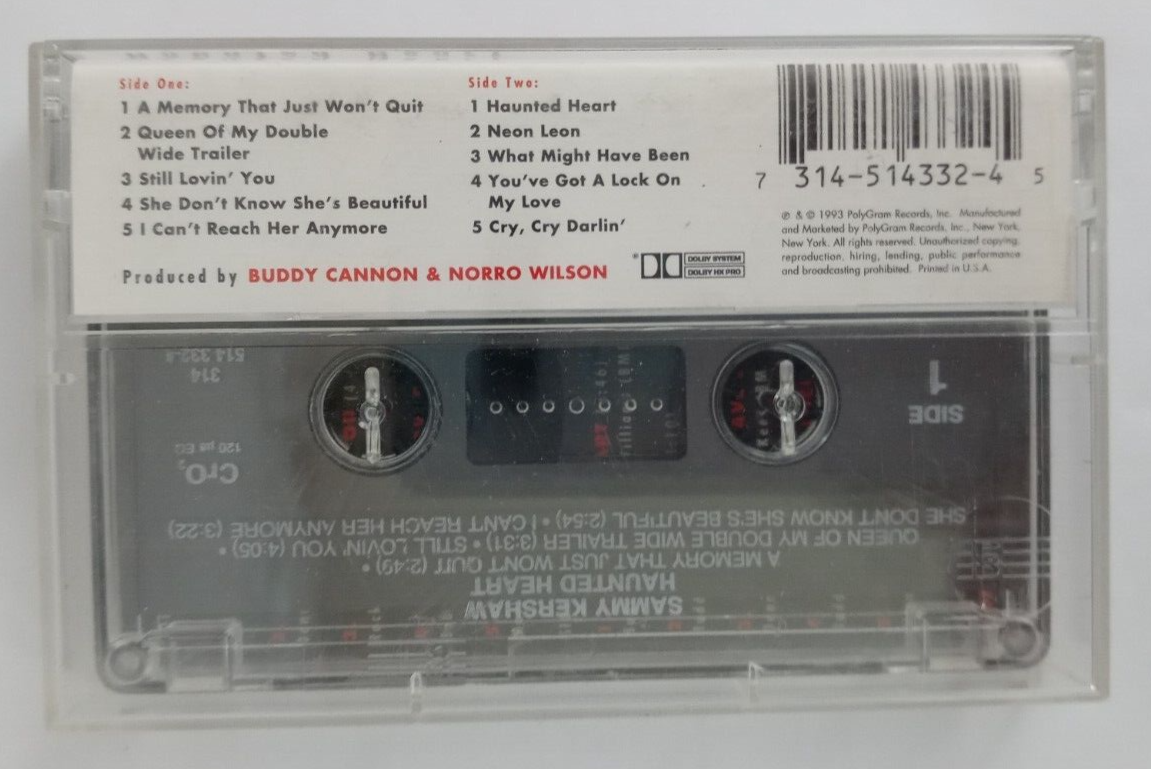 Side One:
1 A Memory That Just Won't Quit
2 Queen Of My Double
Wide Trailer
3 Still Lovin' You
4 She Don't Know She's Beautiful
5 I Can't Reach Her Anymore
Side Two:
1 Haunted Heart
2 Neon Leon
3 What Might Have Been
4 You've Got A Lock On
My Love
5 Cry, Cry Darlin'
Produced by BUDDY CANNON & NORRO WILSON
DOLBY SYSTEM
DOLBY HX PRO
7 314-514332-4 5
℗ & © 1993 PolyGram Records, Inc. Manufactured
and Marketed by PolyGram Records, Inc., New York,
New York. All rights reserved. Unauthorized copying,
reproduction, hiring, lending, public performance
and broadcasting prohibited. Printed in U.S.A.
SAMMY KERSHAW
HAUNTED HEART
A MEMORY THAT JUST WON'T QUIT (2:49) •
QUEEN OF MY DOUBLE WIDE TRAILER (3:31) • STILL LOVIN' YOU (4:05) •
SHE DON'T KNOW SHE'S BEAUTIFUL (2:54) • I CAN'T REACH HER ANYMORE (3:22)
CrO2
120 µs EQ
SIDE
1
314
514 332-4